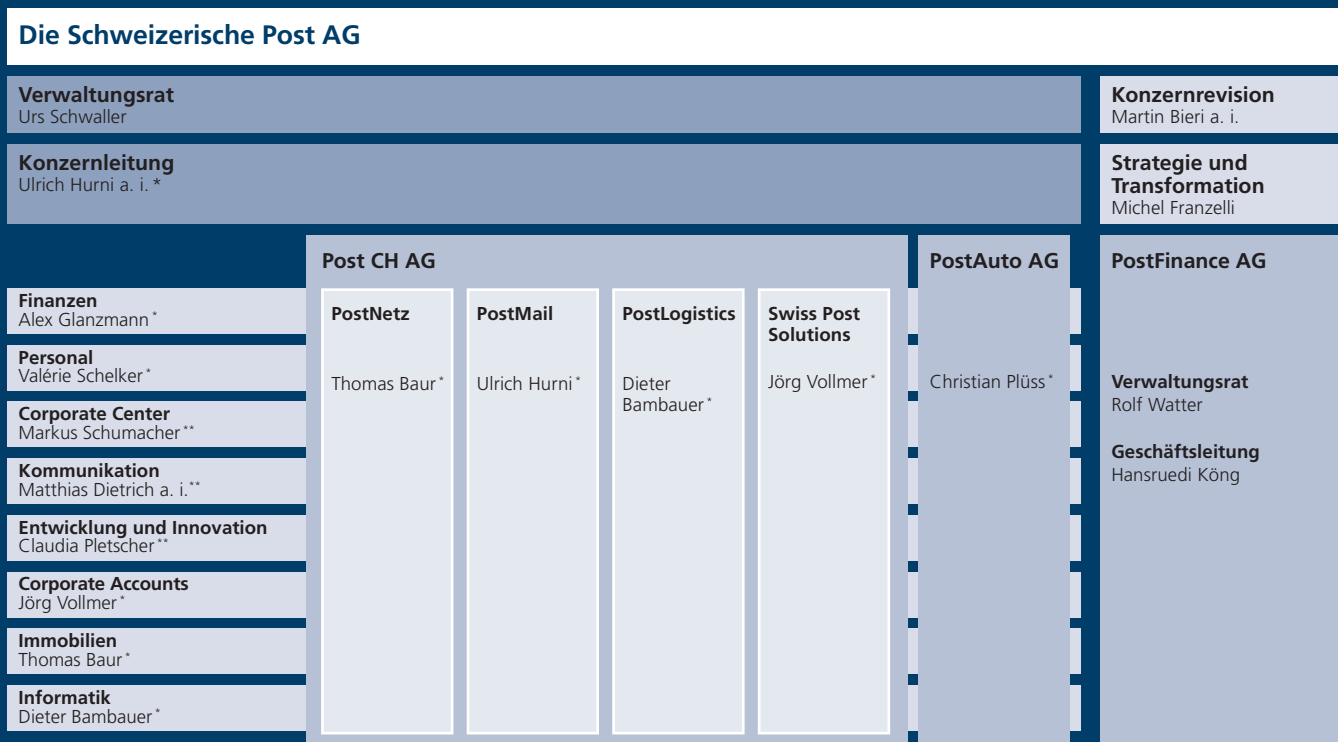 Die Schweizerische Post AG
Verwaltungsrat
Urs Schwaller
Konzernrevision
Martin Bieri a. i.
Konzernleitung
Ulrich Hurni a. i. *
Strategie und
Transformation
Michel Franzelli
Post CH AG
PostAuto AG
PostFinance AG
Finanzen
Alex Glanzmann *
Personal
Valérie Schelker *
Corporate Center
Markus Schumacher **
Kommunikation
Matthias Dietrich a. i. **
Entwicklung und Innovation
Claudia Pletscher **
Corporate Accounts
Jörg Vollmer *
Immobilien
Thomas Baur *
Informatik
Dieter Bambauer *
PostNetz
Thomas Baur *
PostMail
Ulrich Hurni *
PostLogistics
Dieter
Bambauer *
Swiss Post
Solutions
Jörg Vollmer *
Christian Plüss *
Verwaltungsrat
Rolf Watter
Geschäftsleitung
Hansruedi Köng